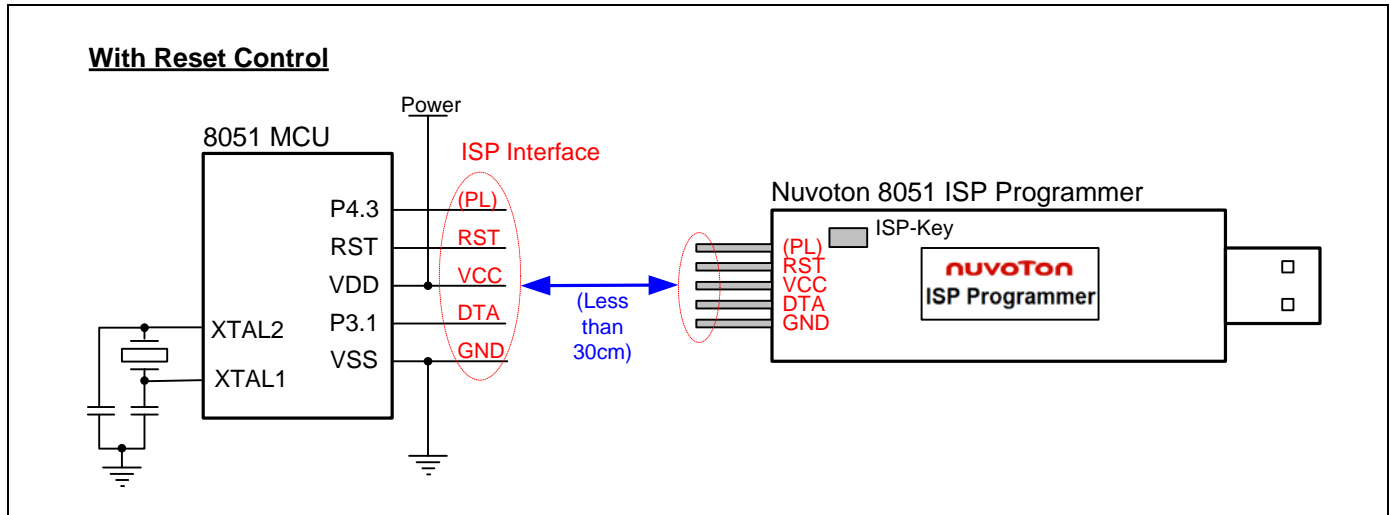 With Reset Control
Power
8051 MCU
ISP Interface
P4.3
(PL)
RST
RST
VDD
VCC
P3.1
DTA
VSS
GND
XTAL2
XTAL1
(Less
than
30cm)
Nuvoton 8051 ISP Programmer
ISP-Key
(PL)
RST
VCC
DTA
GND
nuvoTon
ISP Programmer